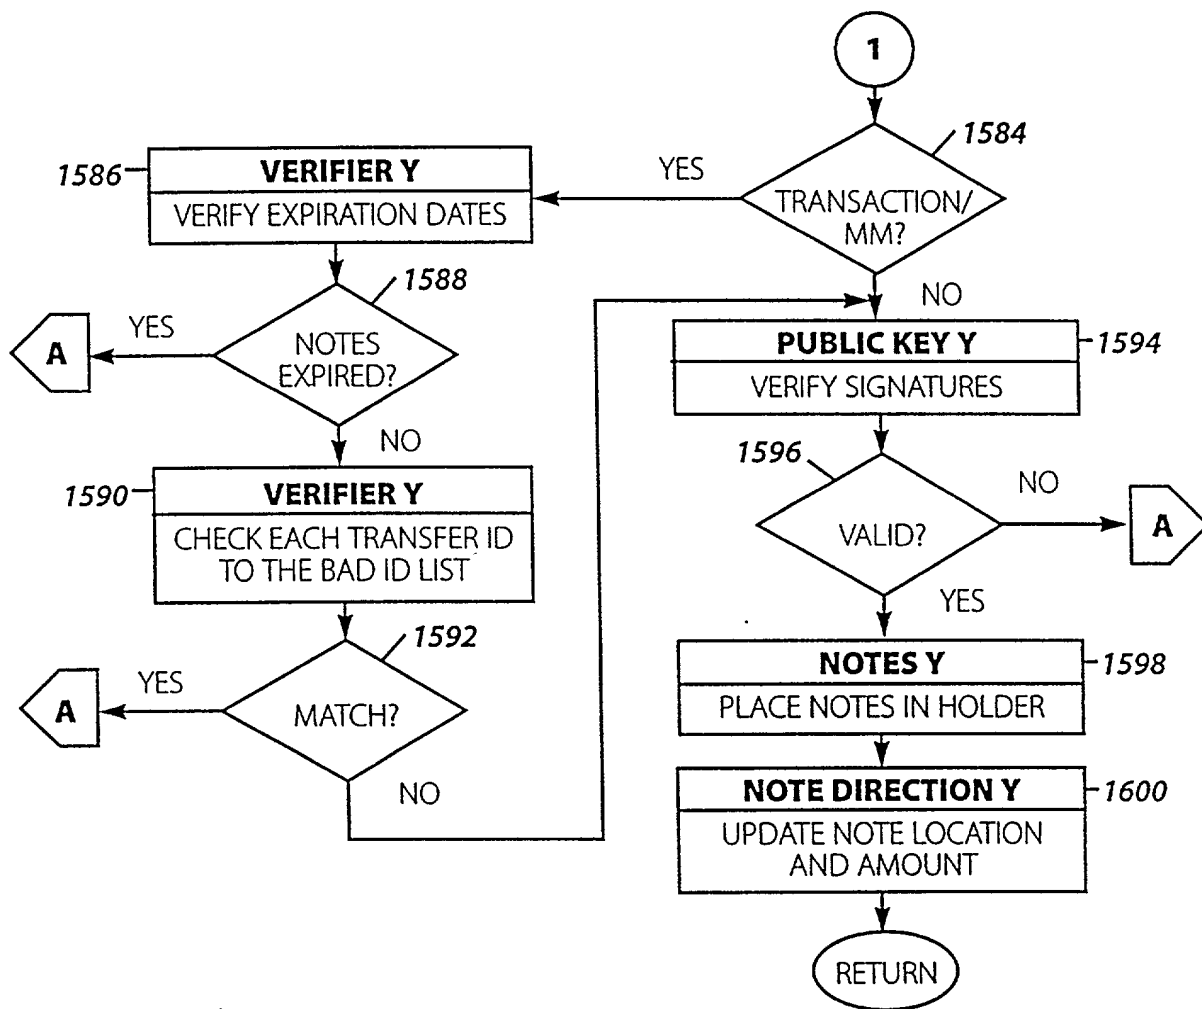 1
1584
TRANSACTION/
MM?
YES
NO
1586
VERIFIER Y
VERIFY EXPIRATION DATES
1588
NOTES
EXPIRED?
YES
A
NO
1590
VERIFIER Y
CHECK EACH TRANSFER ID
TO THE BAD ID LIST
1592
MATCH?
YES
A
NO
PUBLIC KEY Y
1594
VERIFY SIGNATURES
1596
VALID?
NO
A
YES
NOTES Y
1598
PLACE NOTES IN HOLDER
NOTE DIRECTION Y
1600
UPDATE NOTE LOCATION
AND AMOUNT
RETURN